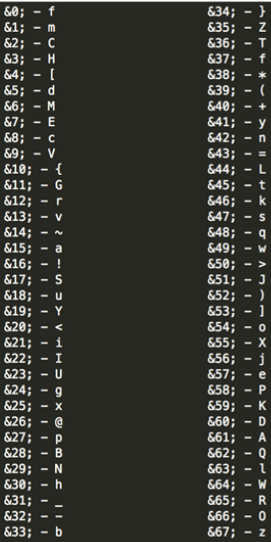 &0; - f
&1; - m
&2; - C
&3; - H
&4; - [
&5; - d
&6; - M
&7; - E
&8; - c
&9; - V
&10; - {
&11; - G
&12; - r
&13; - v
&14; - ~
&15; - a
&16; - !
&17; - S
&18; - u
&19; - Y
&20; - <
&21; - i
&22; - I
&23; - U
&24; - g
&25; - x
&26; - @
&27; - p
&28; - B
&29; - N
&30; - h
&31; - _
&32; - -
&33; - b
&34; - }
&35; - Z
&36; - T
&37; - f
&38; - *
&39; - (
&40; - +
&41; - y
&42; - n
&43; - =
&44; - L
&45; - t
&46; - k
&47; - s
&48; - q
&49; - w
&50; - >
&51; - J
&52; - )
&53; - ]
&54; - o
&55; - X
&56; - j
&57; - e
&58; - P
&59; - K
&60; - D
&61; - A
&62; - Q
&63; - l
&64; - W
&65; - R
&66; - O
&67; - z